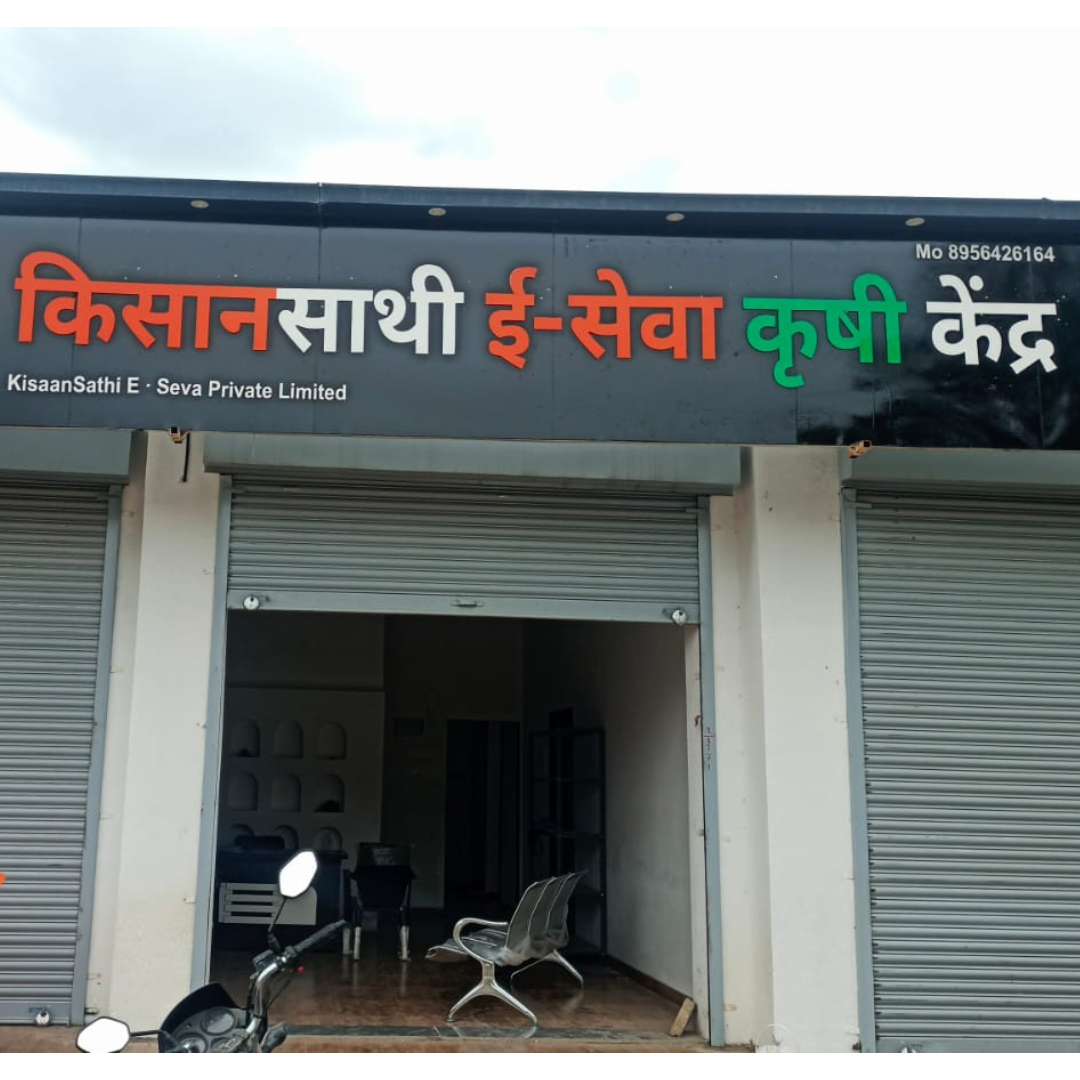 Mo 8956426164
किसानसाथी ई-सेवा कृषी केंद्र
KisaanSathi E · Seva Private Limited